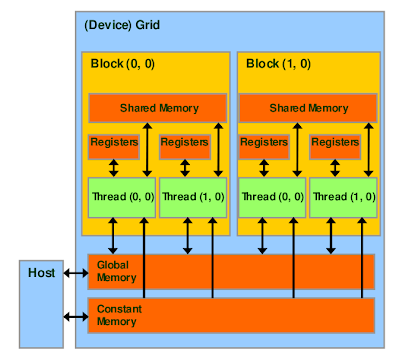 (Device) Grid
Block (0, 0)
Block (1, 0)
Shared Memory
Shared Memory
Registers
Registers
Registers
Registers
Thread (0, 0)
Thread (1, 0)
Thread (0, 0)
Thread (1, 0)
Host
Global
Memory
Constant
Memory